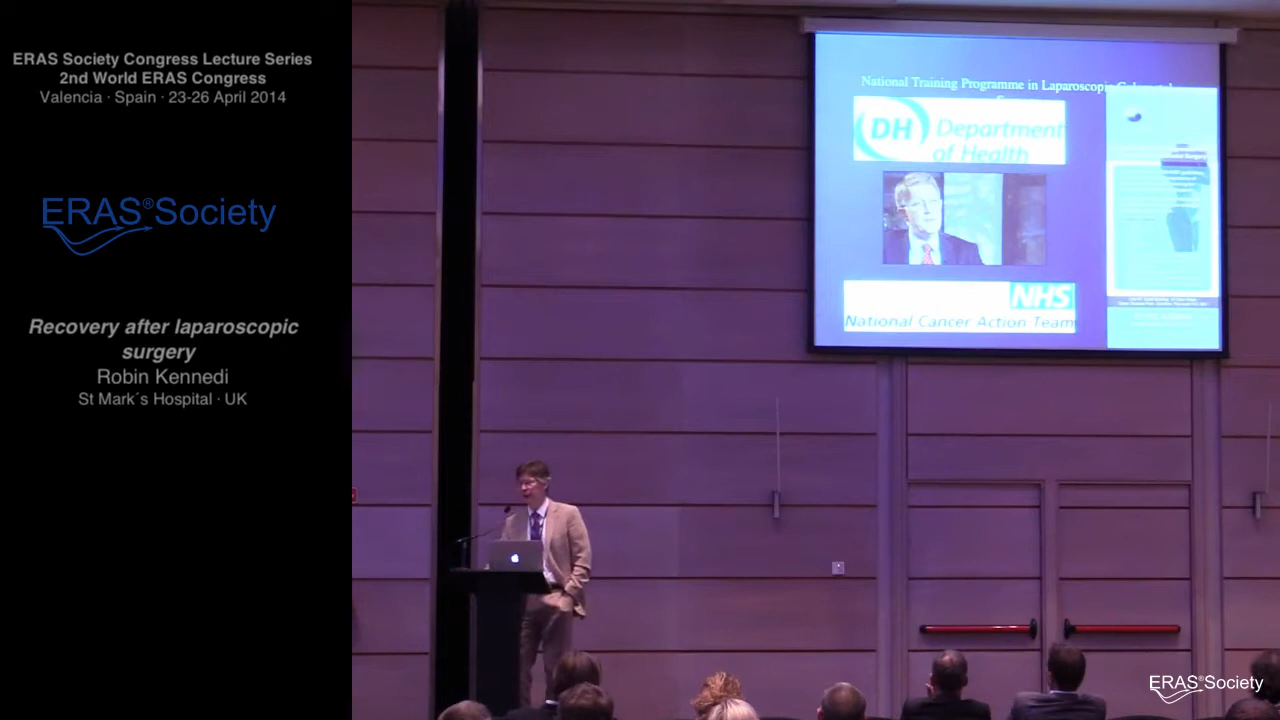 ERAS Society Congress Lecture Series
2nd World ERAS Congress
Valencia · Spain · 23-26 April 2014
ERAS®Society
Recovery after laparoscopic
surgery
Robin Kennedi
St Mark´s Hospital · UK
National Training Programme in Laparoscopic
DH Department
of Health
NHS
National Cancer Action Team
ERAS®Society